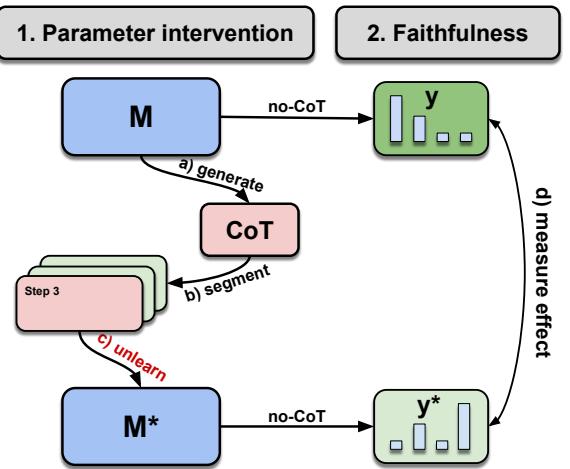 1. Parameter intervention
2. Faithfulness
M
no-CoT
y
a) generate
CoT
b) segment
Step 3
c) unlearn
d) measure effect
M*
no-CoT
y*